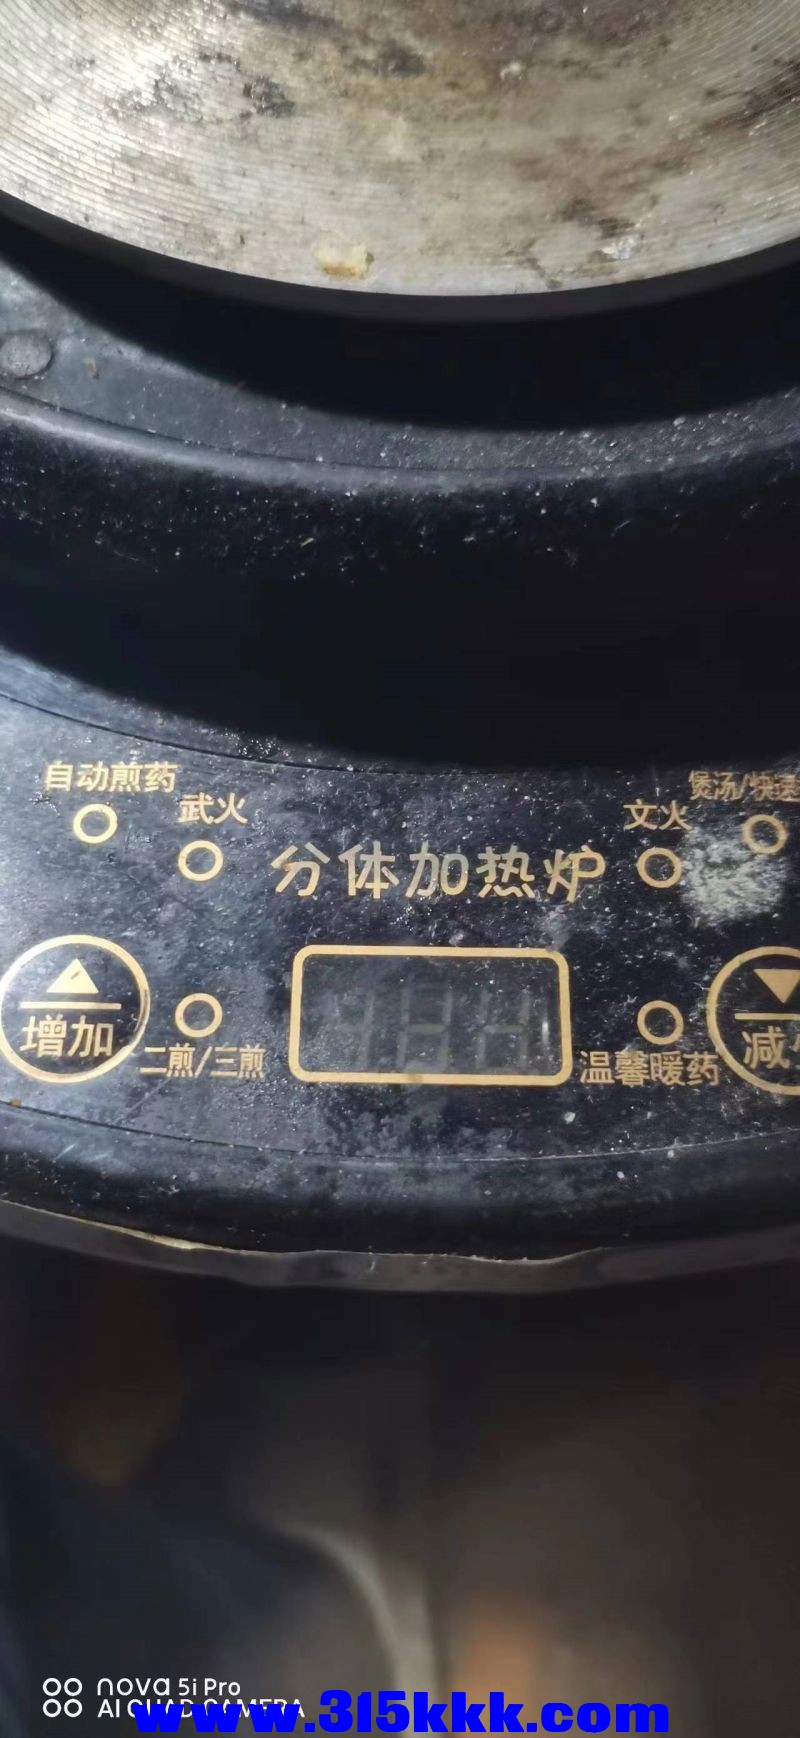 自动煎药
武火
分体加热炉
文火
煲汤/快速
增加
二煎/三煎
温馨暖药
减
nova 5i Pro
AI QUAD CAMERA
www.315kkk.com